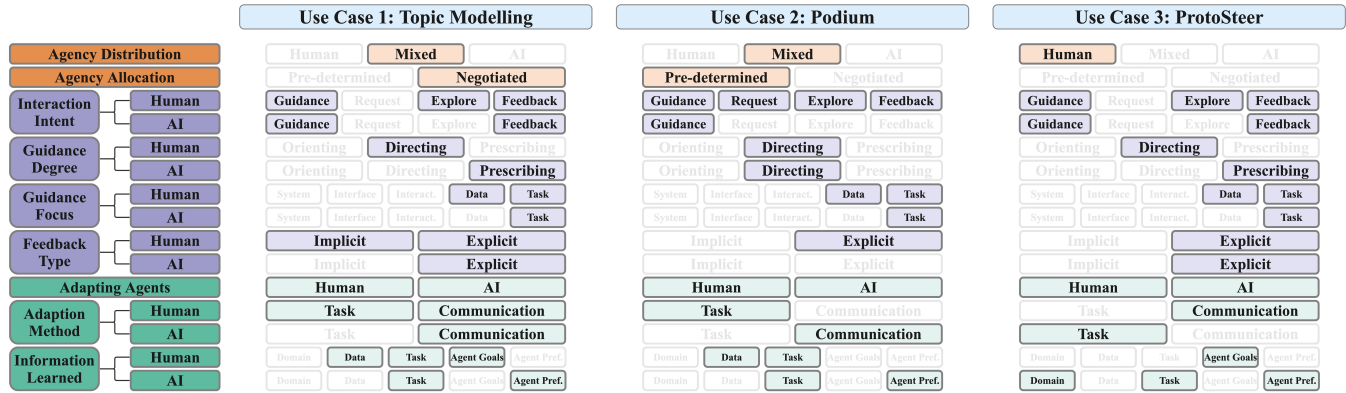 Use Case 1: Topic Modelling Use Case 2: Podium Use Case 3: ProtoSteer
Agency Distribution Human Mixed AI Human Mixed AI Human Mixed AI
Agency Allocation Pre-determined Negotiated Pre-determined Negotiated Pre-determined Negotiated
Interaction Intent Human Guidance Request Explore Feedback Guidance Request Explore Feedback Guidance Request Explore Feedback
AI Guidance Request Explore Feedback Guidance Request Explore Feedback Guidance Request Explore Feedback
Guidance Degree Human Orienting Directing Prescribing Orienting Directing Prescribing Orienting Directing Prescribing
AI Orienting Directing Prescribing Orienting Directing Prescribing Orienting Directing Prescribing
Guidance Focus Human System Interface Interact. Data Task System Interface Interact. Data Task System Interface Interact. Data Task
AI System Interface Interact. Data Task System Interface Interact. Data Task System Interface Interact. Data Task
Feedback Type Human Implicit Explicit Implicit Explicit Implicit Explicit
AI Implicit Explicit Implicit Explicit Implicit Explicit
Adapting Agents Human AI Human AI Human AI
Adaption Method Human Task Communication Task Communication Task Communication
AI Task Communication Task Communication Task Communication
Information Learned Human Domain Data Task Agent Goals Agent Pref. Domain Data Task Agent Goals Agent Pref. Domain Data Task Agent Goals Agent Pref.
AI Domain Data Task Agent Goals Agent Pref. Domain Data Task Agent Goals Agent Pref. Domain Data Task Agent Goals Agent Pref.